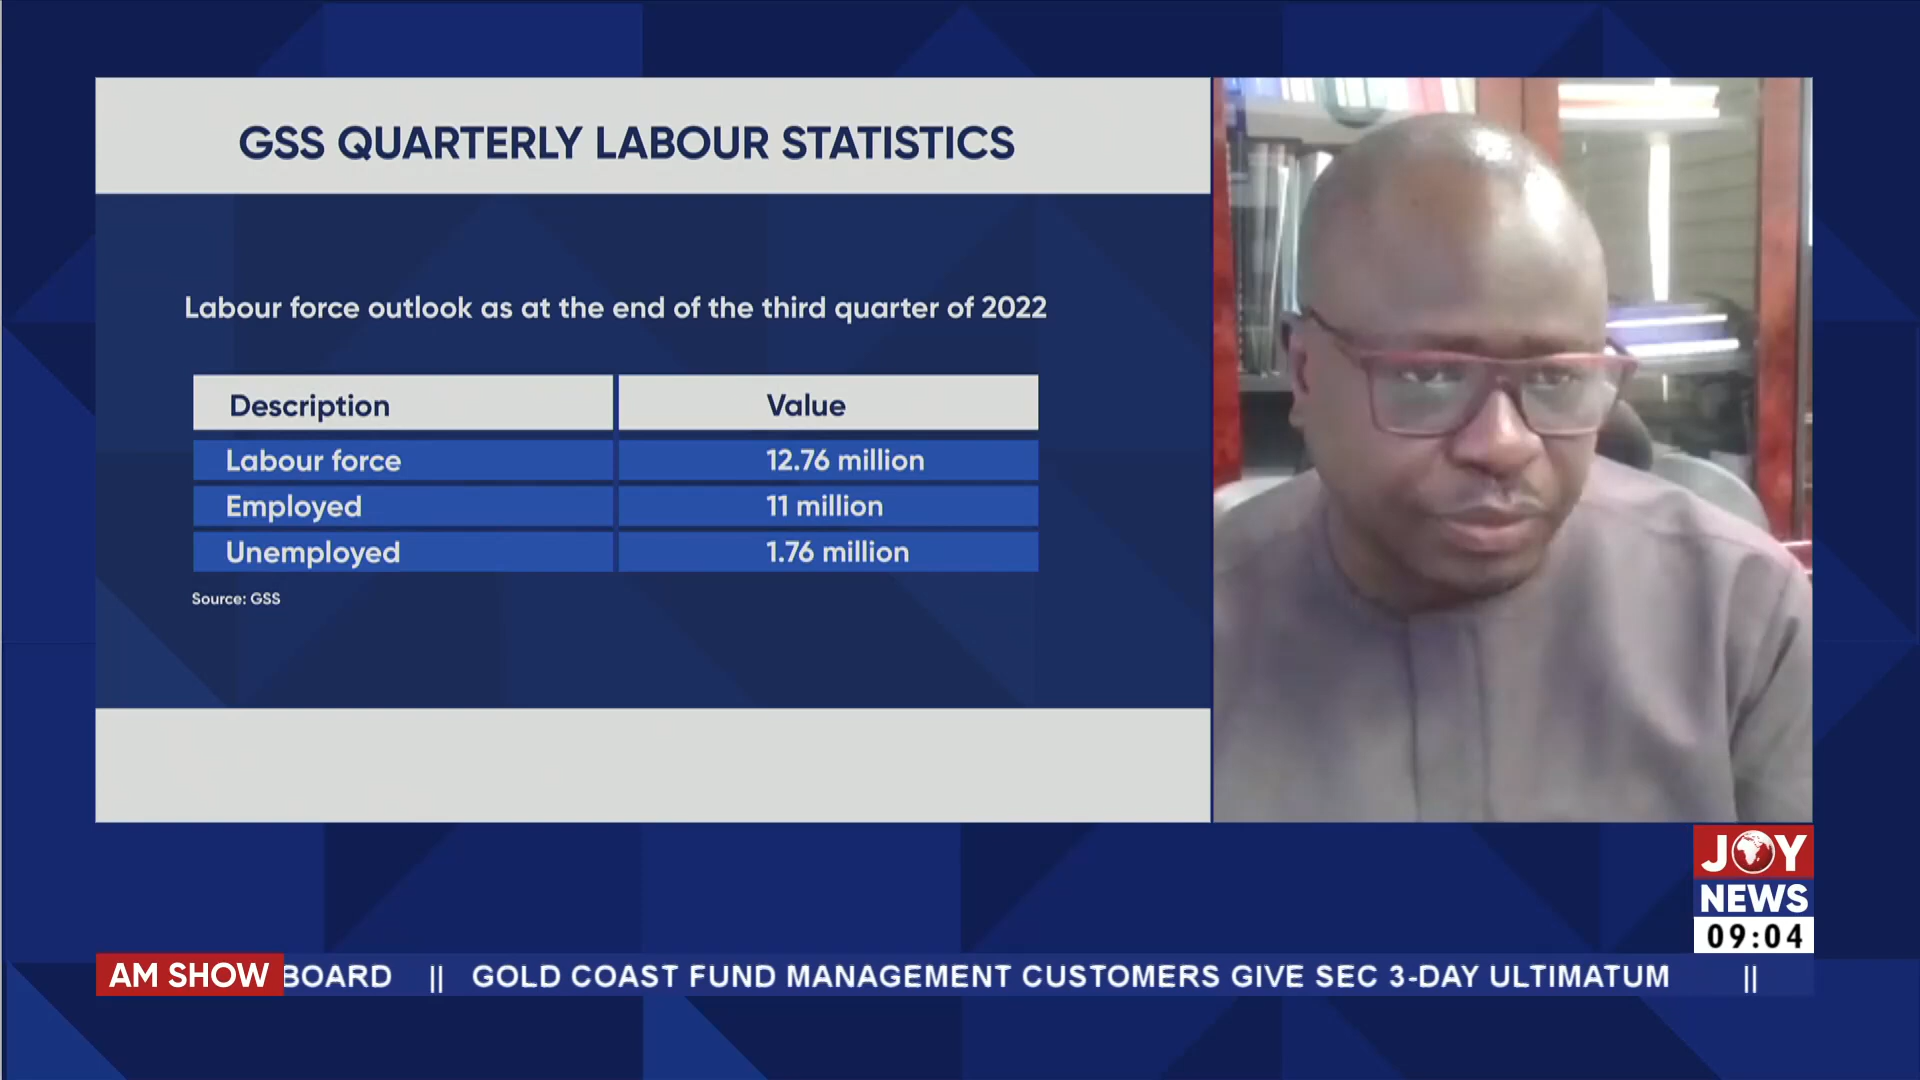 GSS QUARTERLY LABOUR STATISTICS
Labour force outlook as at the end of the third quarter of 2022
Description Value
Labour force 12.76 million
Employed 11 million
Unemployed 1.76 million
Source: GSS
JOY
NEWS
09:04
AM SHOW BOARD || GOLD COAST FUND MANAGEMENT CUSTOMERS GIVE SEC 3-DAY ULTIMATUM ||